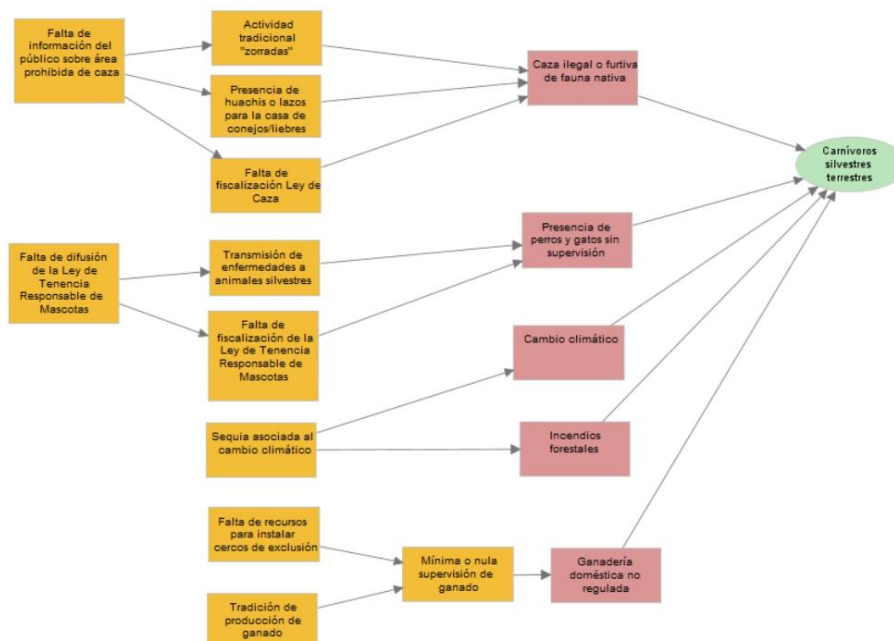 Falta de
información del
público sobre área
prohibida de caza
Actividad
tradicional
"zorradas"
Presencia de
huachis o lazos
para la casa de
conejos/liebres
Falta de
fiscalización Ley de
Caza
Caza ilegal o furtiva
de fauna nativa
Carnívoros
silvestres
terrestres
Falta de difusión
de la Ley de
Tenencia
Responsable de
Mascotas
Transmisión de
enfermedades a
animales silvestres
Falta de
fiscalización de la
Ley de Tenencia
Responsable de
Mascotas
Presencia de
perros y gatos sin
supervisión
Cambio climático
Sequia asociada al
cambio climático
Incendios
forestales
Falta de recursos
para instalar
cercos de exclusión
Tradición de
producción de
ganado
Mínima o nula
supervisión de
ganado
Ganadería
doméstica no
regulada